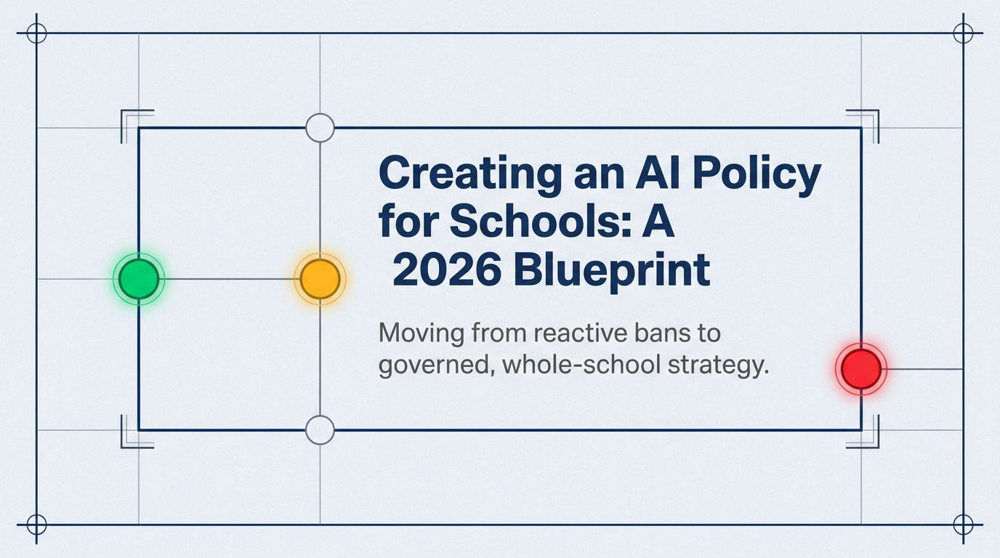 Creating an AI Policy
for Schools: A
2026 Blueprint
Moving from reactive bans to
governed, whole-school strategy.